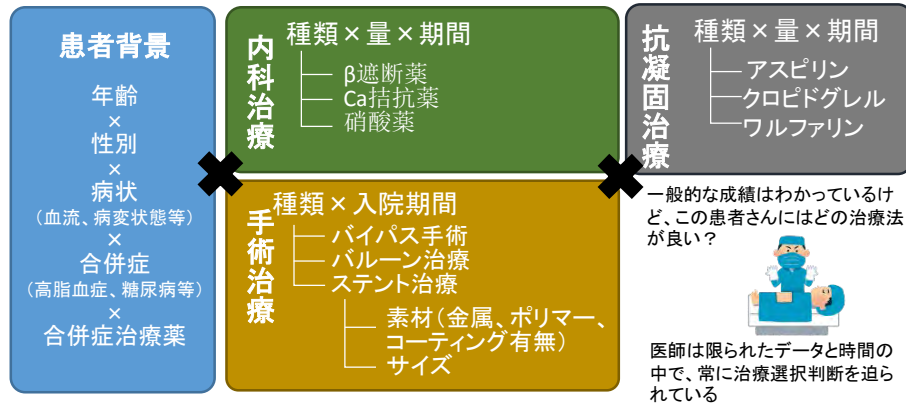 患者背景
年齢
×
性別
×
病状
（血流、病変状態等）
×
合併症
（高脂血症、糖尿病等）
×
合併症治療薬
内科治療
種類×量×期間
β遮断薬
Ca拮抗薬
硝酸薬
手術治療
種類×入院期間
バイパス手術
バルーン治療
ステント治療
素材（金属、ポリマー、
コーティング有無）
サイズ
抗凝固治療
種類×量×期間
アスピリン
クロピドグレル
ワルファリン
一般的な成績はわかっているけ
ど、この患者さんにはどの治療法
が良い？
医師は限られたデータと時間の
中で、常に治療選択判断を迫ら
れている